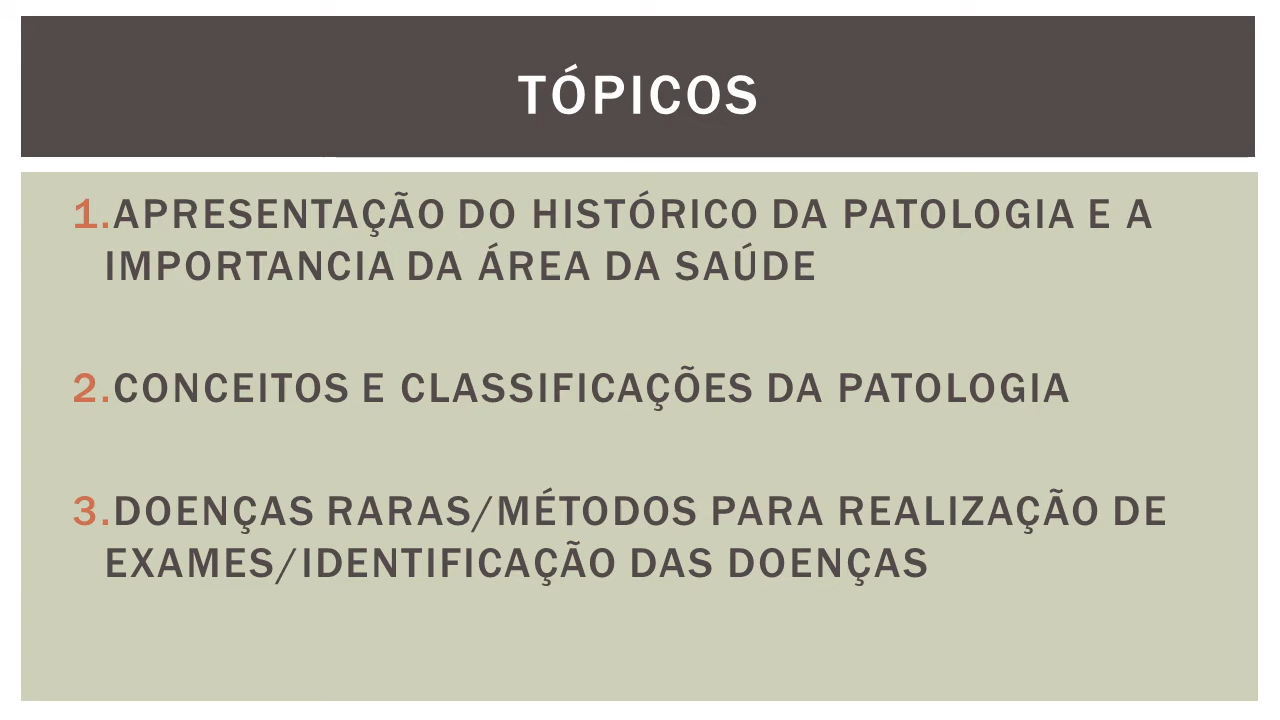 TÓPICOS
1.APRESENTAÇÃO DO HISTÓRICO DA PATOLOGIA E A
IMPORTANCIA DA ÁREA DA SAÚDE
2.CONCEITOS E CLASSIFICAÇÕES DA PATOLOGIA
3.DOENÇAS RARAS/MÉTODOS PARA REALIZAÇÃO DE
EXAMES/IDENTIFICAÇÃO DAS DOENÇAS